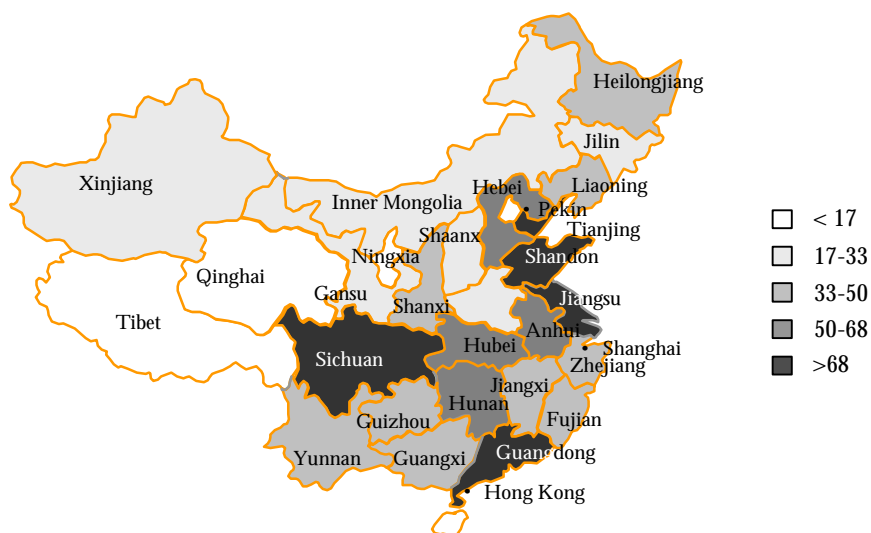 Heilongjiang
Jilin
Xinjiang
Inner Mongolia
Hebei
Liaoning
Pekin
Tianjing
Shaanx
Ningxia
Shandon
Qinghai
Gansu
Shanxi
Jiangsu
Tibet
Anhui
Hubei
Shanghai
Sichuan
Zhejiang
Jiangxi
Hunan
Guizhou
Fujian
Yunnan
Guangxi
Guangdong
Hong Kong
< 17
17-33
33-50
50-68
>68